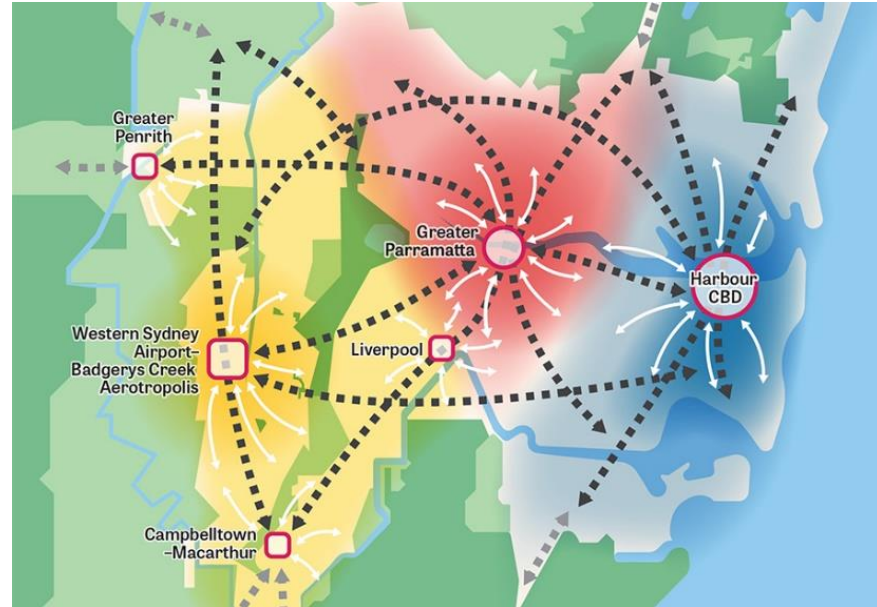 Greater
Penrith
Greater
Parramatta
Harbour
CBD
Western Sydney
Airport–
Badgerys Creek
Aerotropolis
Liverpool
Campbelltown
–Macarthur